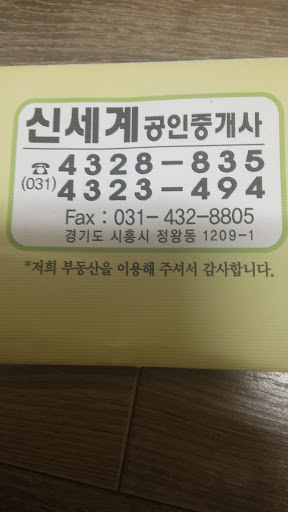 신세계 공인중개사
☎ 4328-835
(031) 4323-494
Fax : 031-432-8805
경기도 시흥시 정왕동 1209-1
*저희 부동산을 이용해 주셔서 감사합니다.